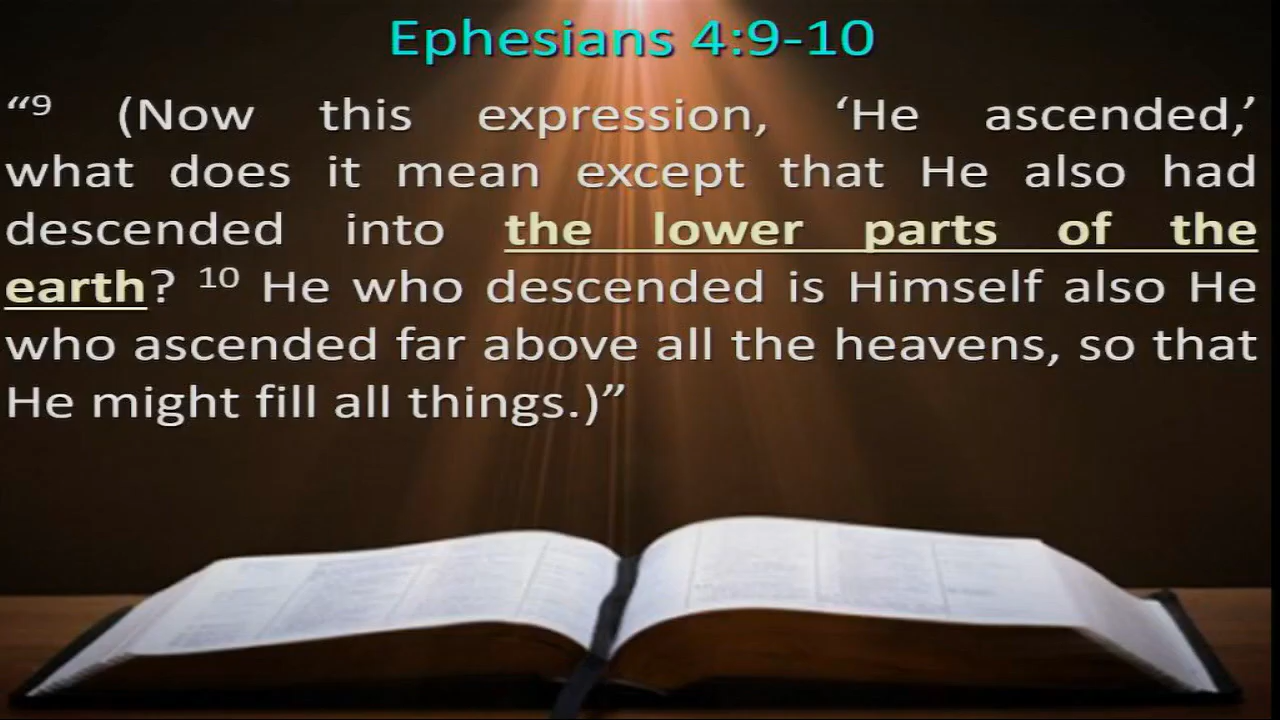 Ephesians 4:9-10
“⁹ (Now this expression, ‘He ascended,’
what does it mean except that He also had
descended into the lower parts of the
earth? ¹⁰ He who descended is Himself also He
who ascended far above all the heavens, so that
He might fill all things.)”